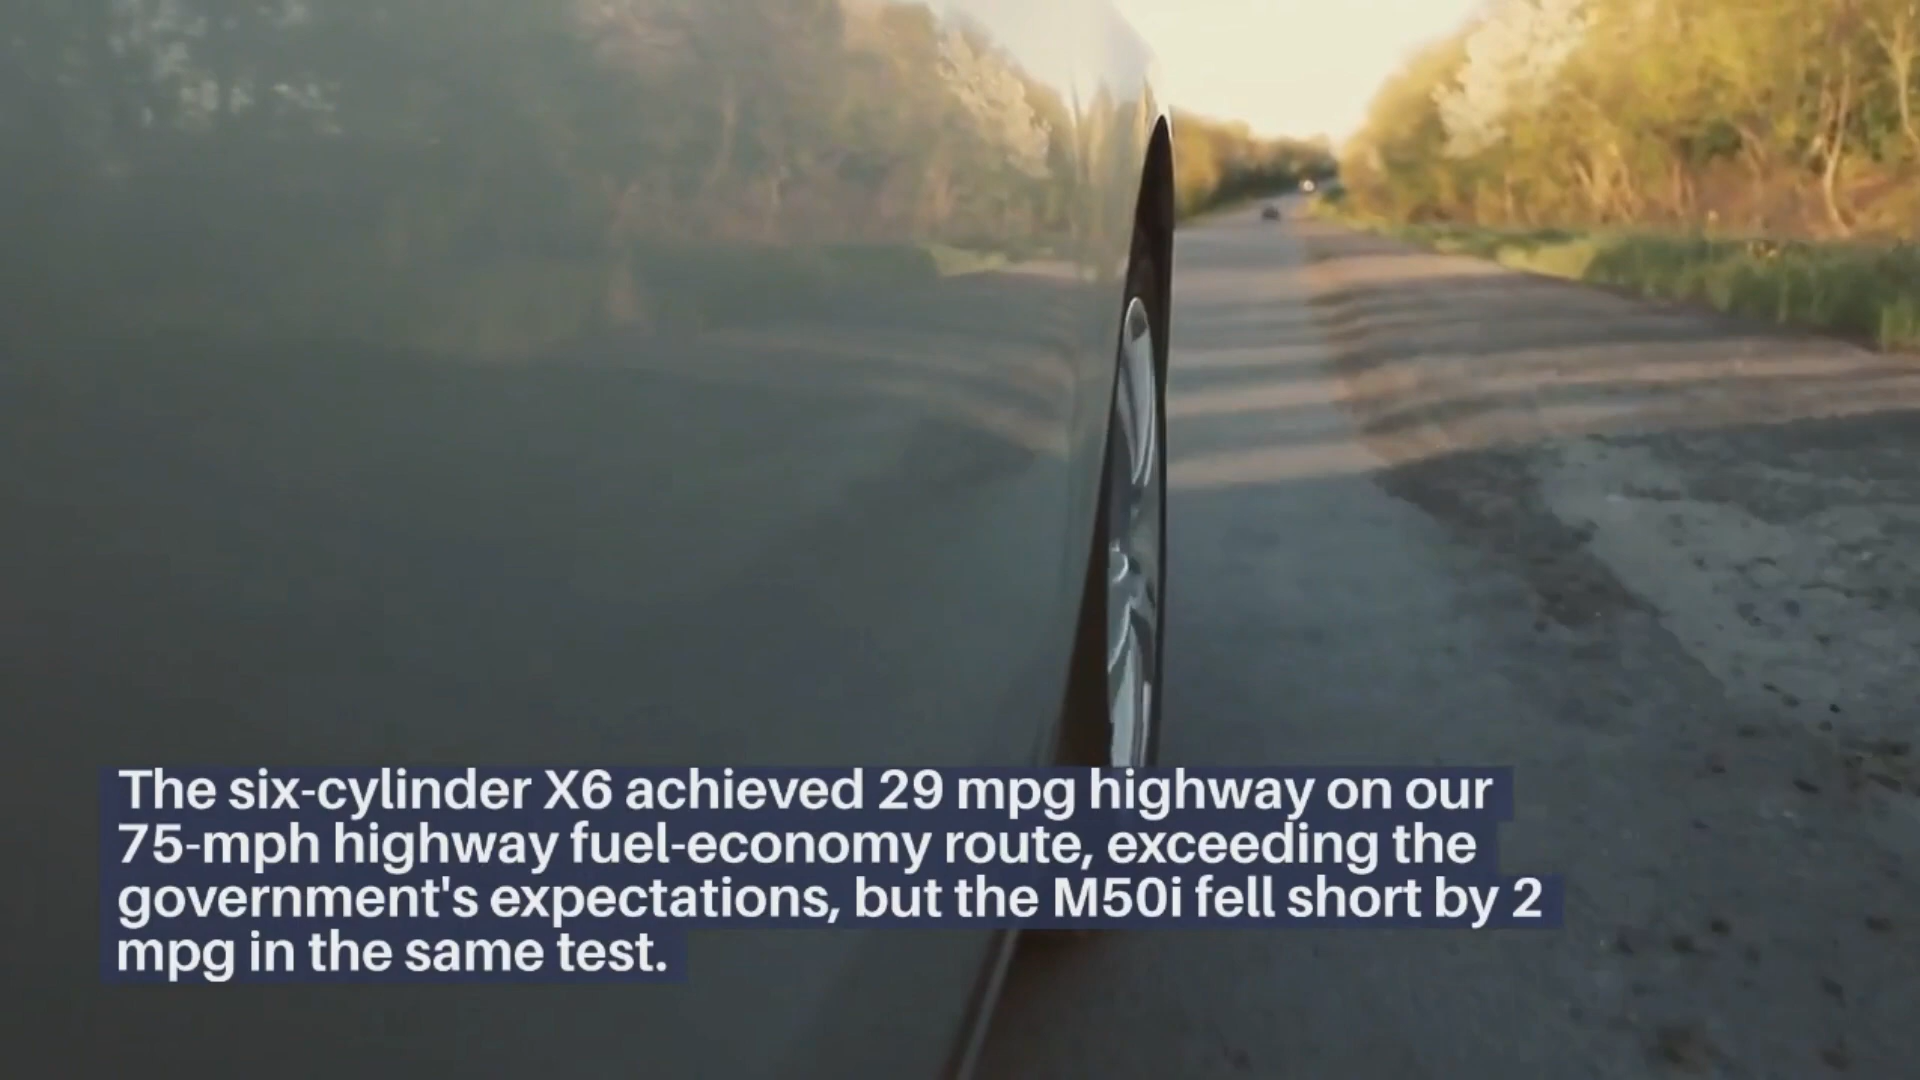 The six-cylinder X6 achieved 29 mpg highway on our
75-mph highway fuel-economy route, exceeding the
government's expectations, but the M50i fell short by 2
mpg in the same test.